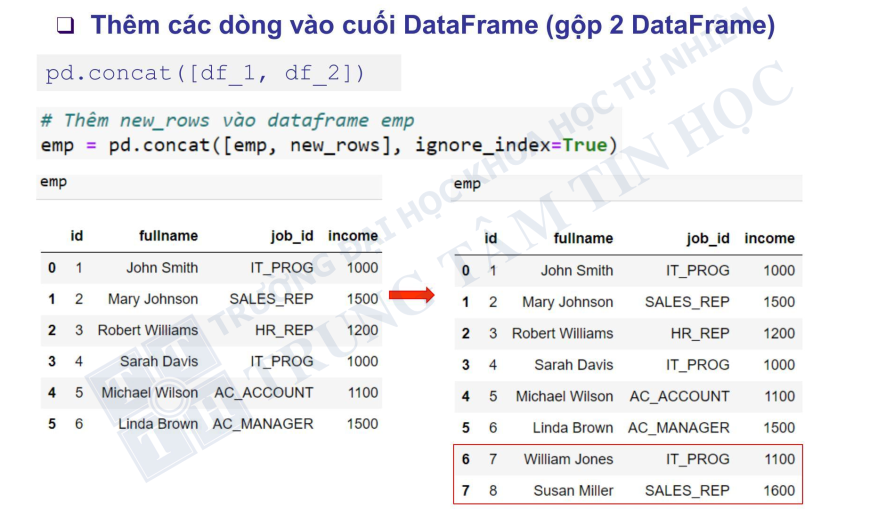 ❑ Thêm các dòng vào cuối DataFrame (gộp 2 DataFrame)
pd.concat([df_1, df_2])
# Thêm new_rows vào dataframe emp
emp = pd.concat([emp, new_rows], ignore_index=True)
emp
id fullname job_id income
0 1 John Smith IT_PROG 1000
1 2 Mary Johnson SALES_REP 1500
2 3 Robert Williams HR_REP 1200
3 4 Sarah Davis IT_PROG 1000
4 5 Michael Wilson AC_ACCOUNT 1100
5 6 Linda Brown AC_MANAGER 1500
emp
id fullname job_id income
0 1 John Smith IT_PROG 1000
1 2 Mary Johnson SALES_REP 1500
2 3 Robert Williams HR_REP 1200
3 4 Sarah Davis IT_PROG 1000
4 5 Michael Wilson AC_ACCOUNT 1100
5 6 Linda Brown AC_MANAGER 1500
6 7 William Jones IT_PROG 1100
7 8 Susan Miller SALES_REP 1600
TRƯỜNG ĐẠI HỌC KHOA HỌC TỰ NHIÊN
TRUNG TÂM TIN HỌC